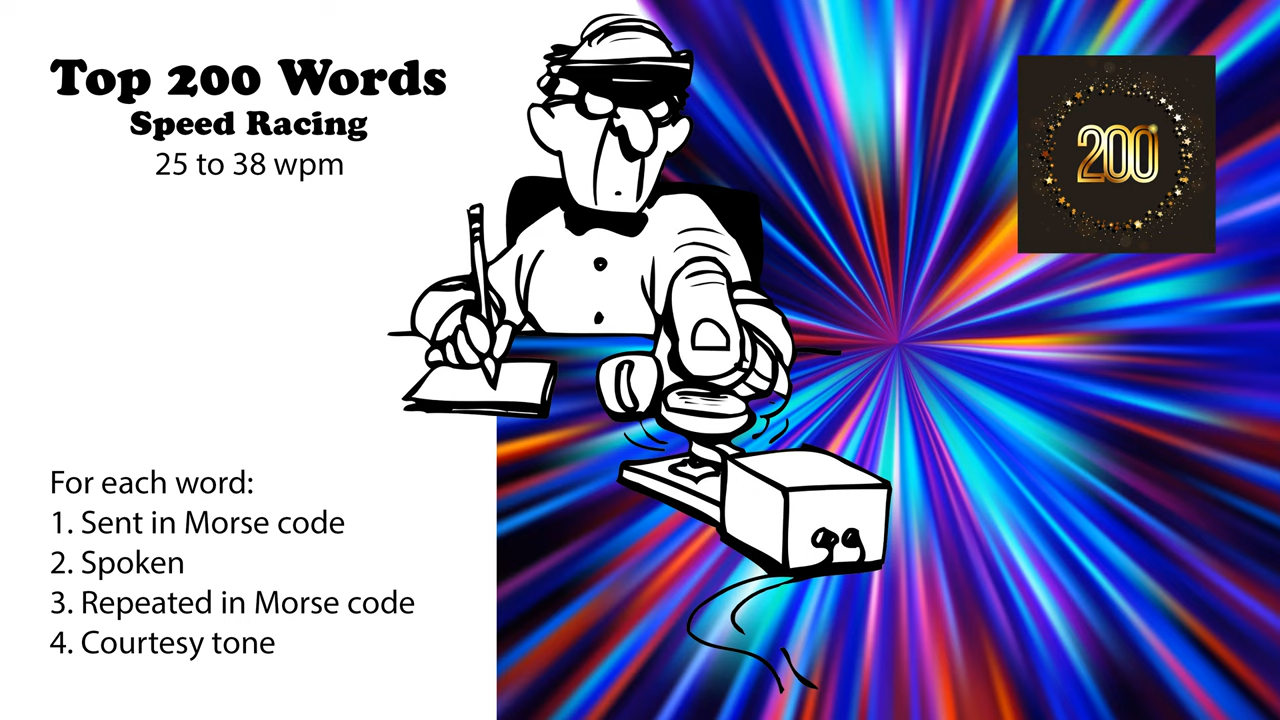 Top 200 Words
Speed Racing
25 to 38 wpm
200
For each word:
1. Sent in Morse code
2. Spoken
3. Repeated in Morse code
4. Courtesy tone